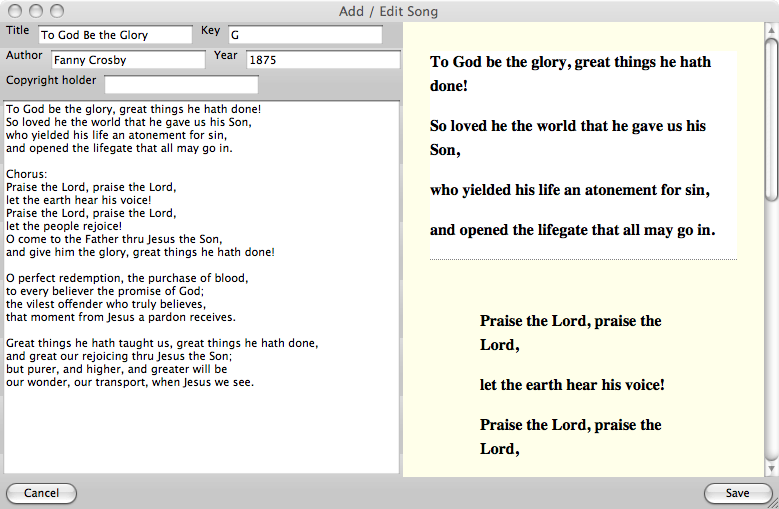 Add / Edit Song
Title To God Be the Glory Key G
Author Fanny Crosby Year 1875
Copyright holder
To God be the glory, great things he hath done!
So loved he the world that he gave us his Son,
who yielded his life an atonement for sin,
and opened the lifegate that all may go in.
Chorus:
Praise the Lord, praise the Lord,
let the earth hear his voice!
Praise the Lord, praise the Lord,
let the people rejoice!
O come to the Father thru Jesus the Son,
and give him the glory, great things he hath done!
O perfect redemption, the purchase of blood,
to every believer the promise of God;
the vilest offender who truly believes,
that moment from Jesus a pardon receives.
Great things he hath taught us, great things he hath done,
and great our rejoicing thru Jesus the Son;
but purer, and higher, and greater will be
our wonder, our transport, when Jesus we see.
To God be the glory, great things he hath
done!
So loved he the world that he gave us his
Son,
who yielded his life an atonement for sin,
and opened the lifegate that all may go in.
Praise the Lord, praise the
Lord,
let the earth hear his voice!
Praise the Lord, praise the
Lord,
Cancel
Save